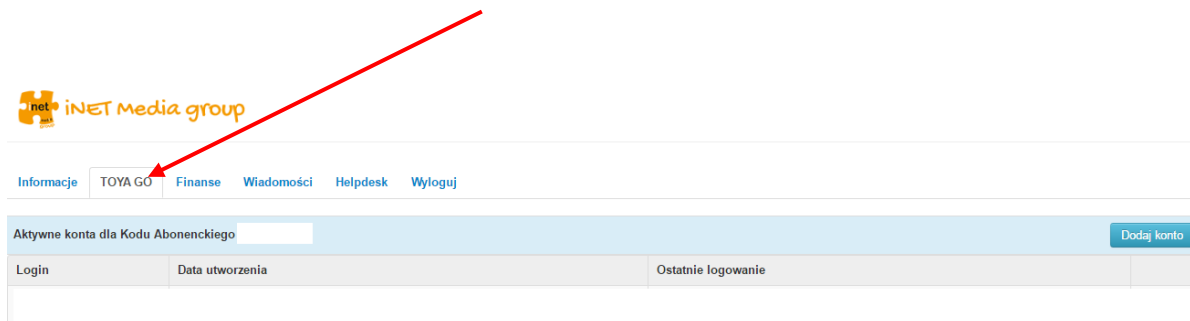 net iNET Media group
Informacje TOYA GO Finanse Wiadomości Helpdesk Wyloguj
Aktywne konta dla Kodu Abonenckiego Dodaj konto
Login Data utworzenia Ostatnie logowanie